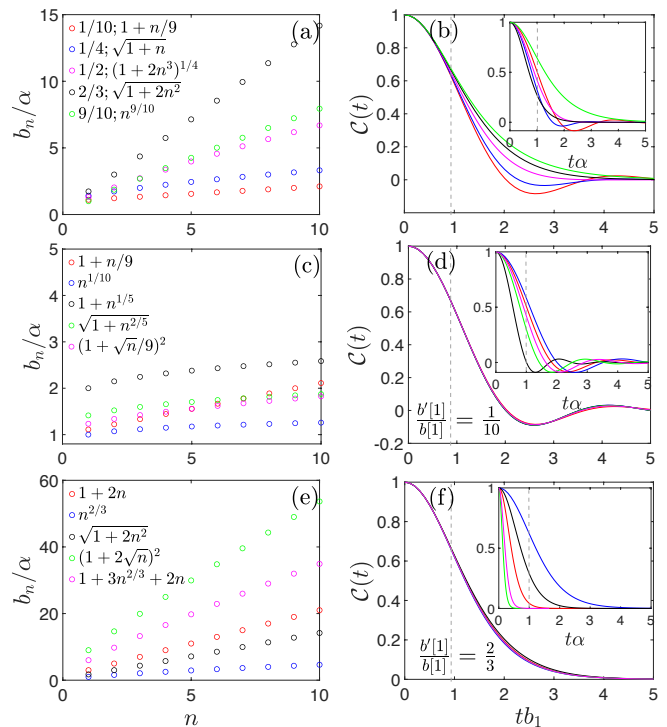 (a)
b_n/α
15
10
5
0
0
5
10
1/10; 1 + n/9
1/4; √(1 + n)
1/2; (1 + 2n³)^{1/4}
2/3; √(1 + 2n²)
9/10; n^{9/10}
(b)
C(t)
1
0.8
0.6
0.4
0.2
0
0
1
2
3
4
5
1
0.5
0
0
1
2
3
4
5
tα
(c)
b_n/α
5
4
3
2
1
0
5
10
1 + n/9
n^{1/10}
1 + n^{1/5}
√(1 + n^{2/5})
(1 + √n/9)²
(d)
C(t)
1
0.8
0.6
0.4
0.2
0
-0.2
0
1
2
3
4
5
b'[1]/b[1] = 1/10
1
0.5
0
0
1
2
3
4
5
tα
(e)
b_n/α
60
40
20
0
0
5
10
n
1 + 2n
n^{2/3}
√(1 + 2n²)
(1 + 2√n)²
1 + 3n^{2/3} + 2n
(f)
C(t)
1
0.8
0.6
0.4
0.2
0
0
1
2
3
4
5
tb₁
b'[1]/b[1] = 2/3
1
0.5
0
0
1
2
3
4
5
tα